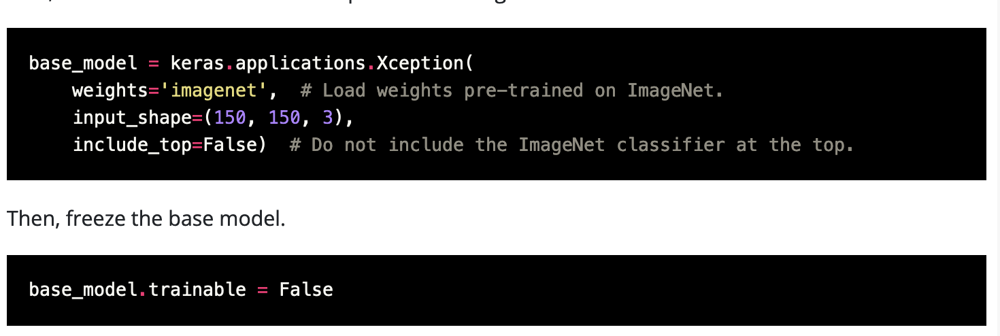 base_model = keras.applications.Xception(
    weights='imagenet',  # Load weights pre-trained on ImageNet.
    input_shape=(150, 150, 3),
    include_top=False)  # Do not include the ImageNet classifier at the top.
Then, freeze the base model.
base_model.trainable = False